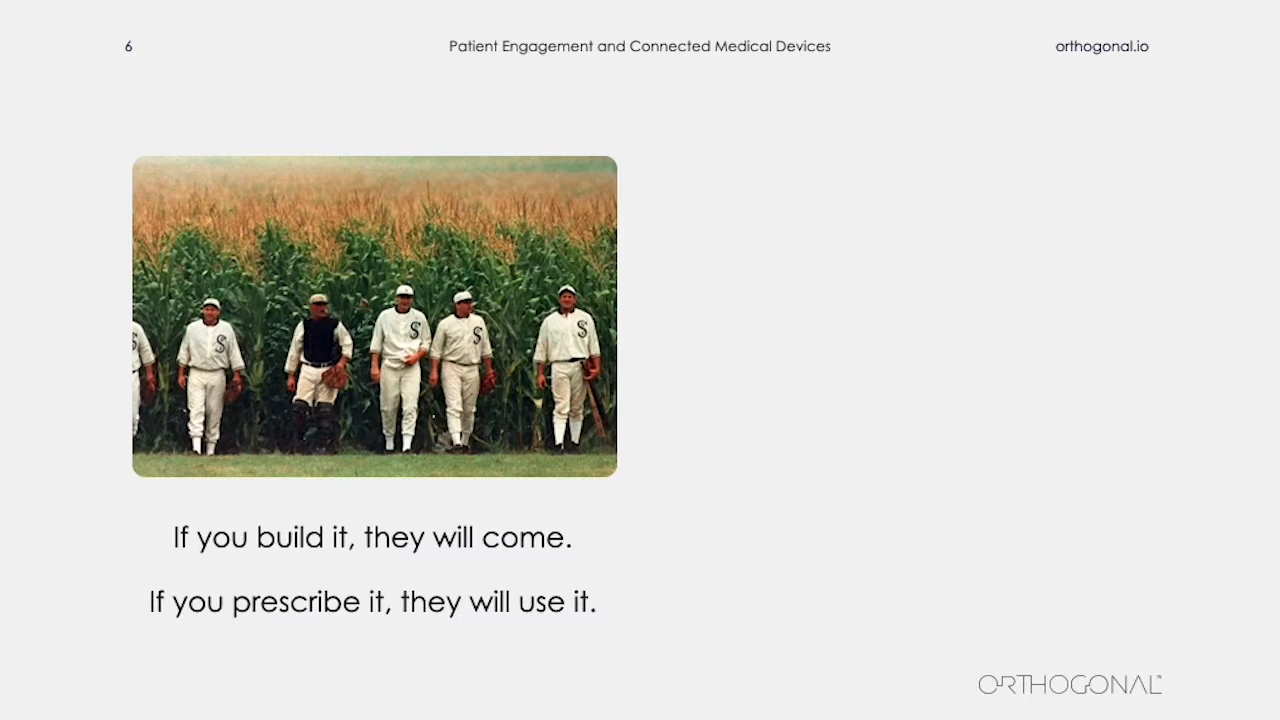 6
Patient Engagement and Connected Medical Devices
orthogonal.io
S
S
S
S
S
If you build it, they will come.
If you prescribe it, they will use it.
ORTHOGONAL™